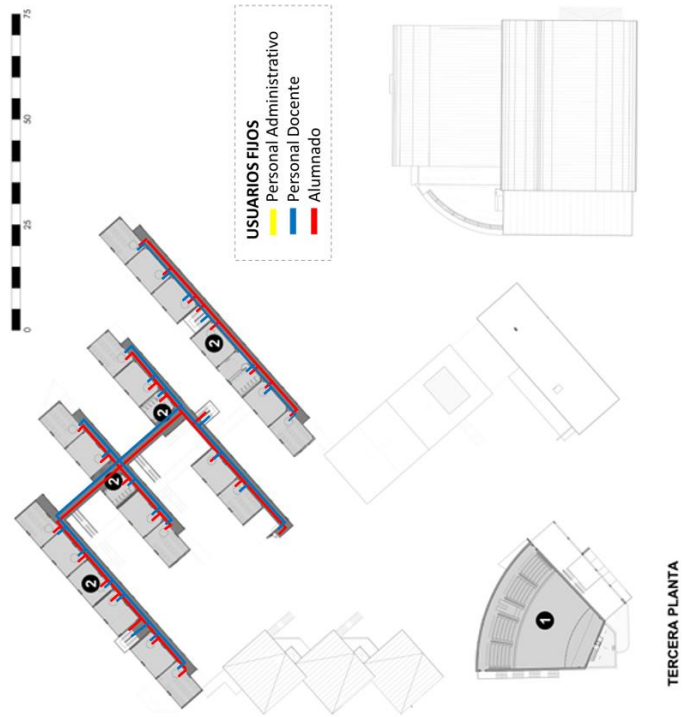 75
50
25
0
USUARIOS FIJOS
Personal Administrativo
Personal Docente
Alumnado
2
2
2
2
1
TERCERA PLANTA